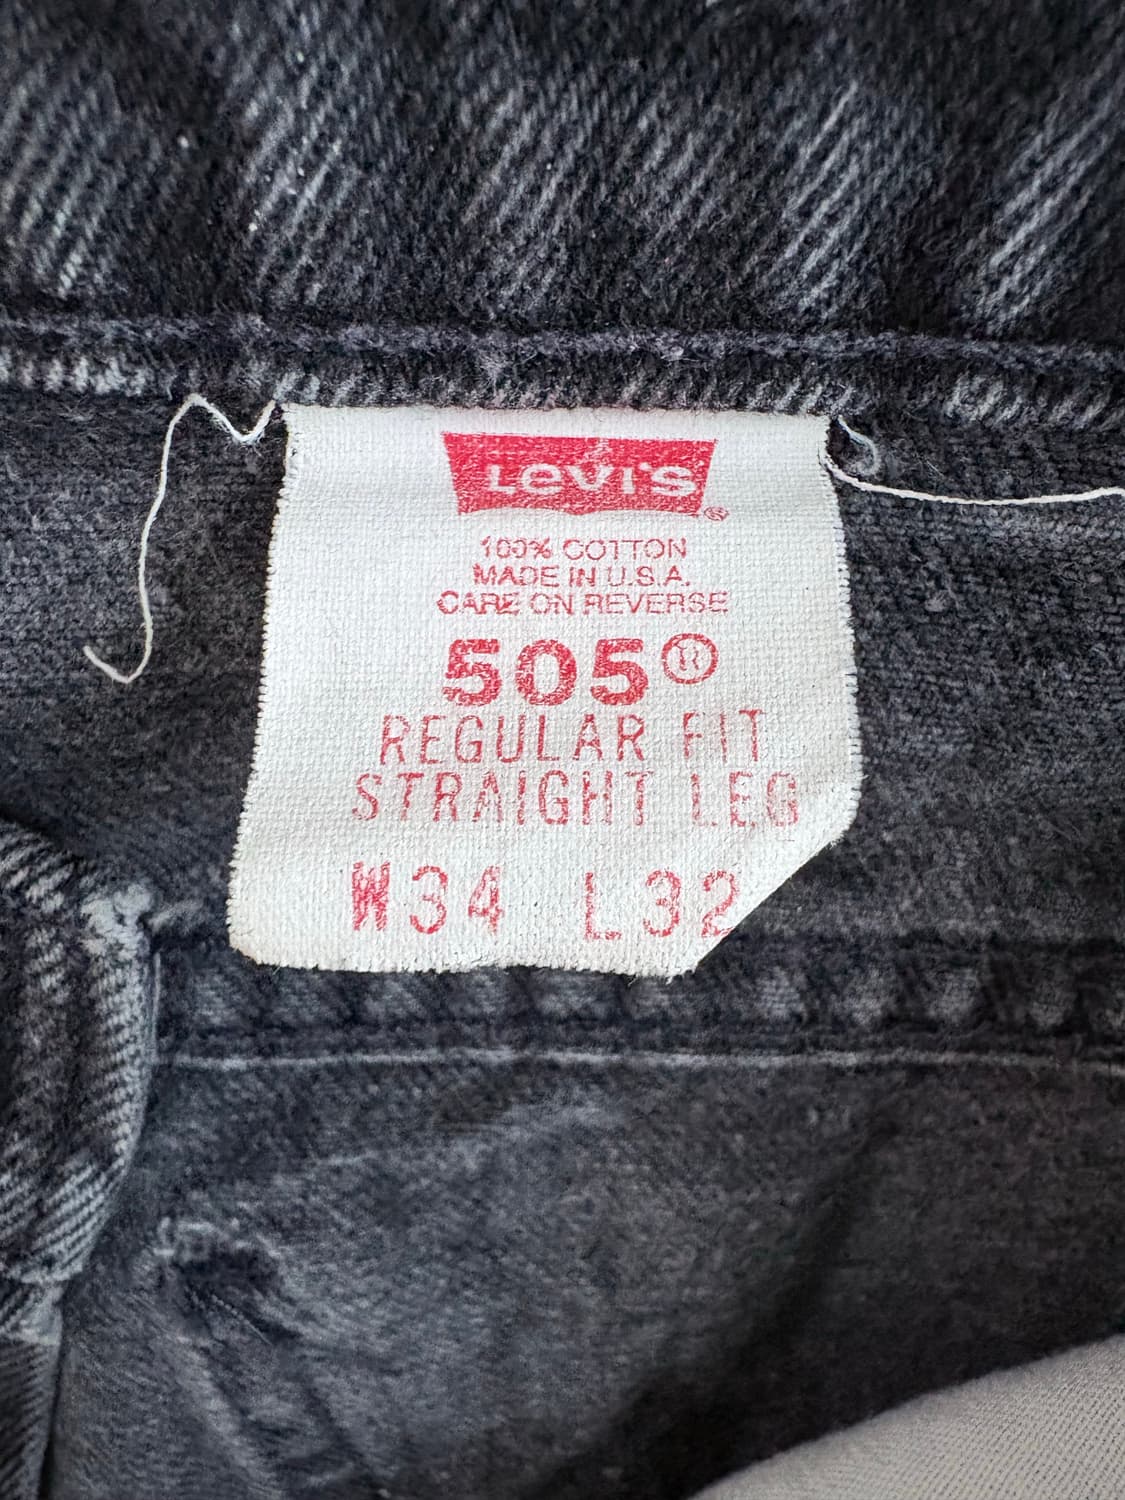 LEVI'S®
100% COTTON
MADE IN U.S.A.
CARE ON REVERSE
505®
REGULAR FIT
STRAIGHT LEG
W34 L32